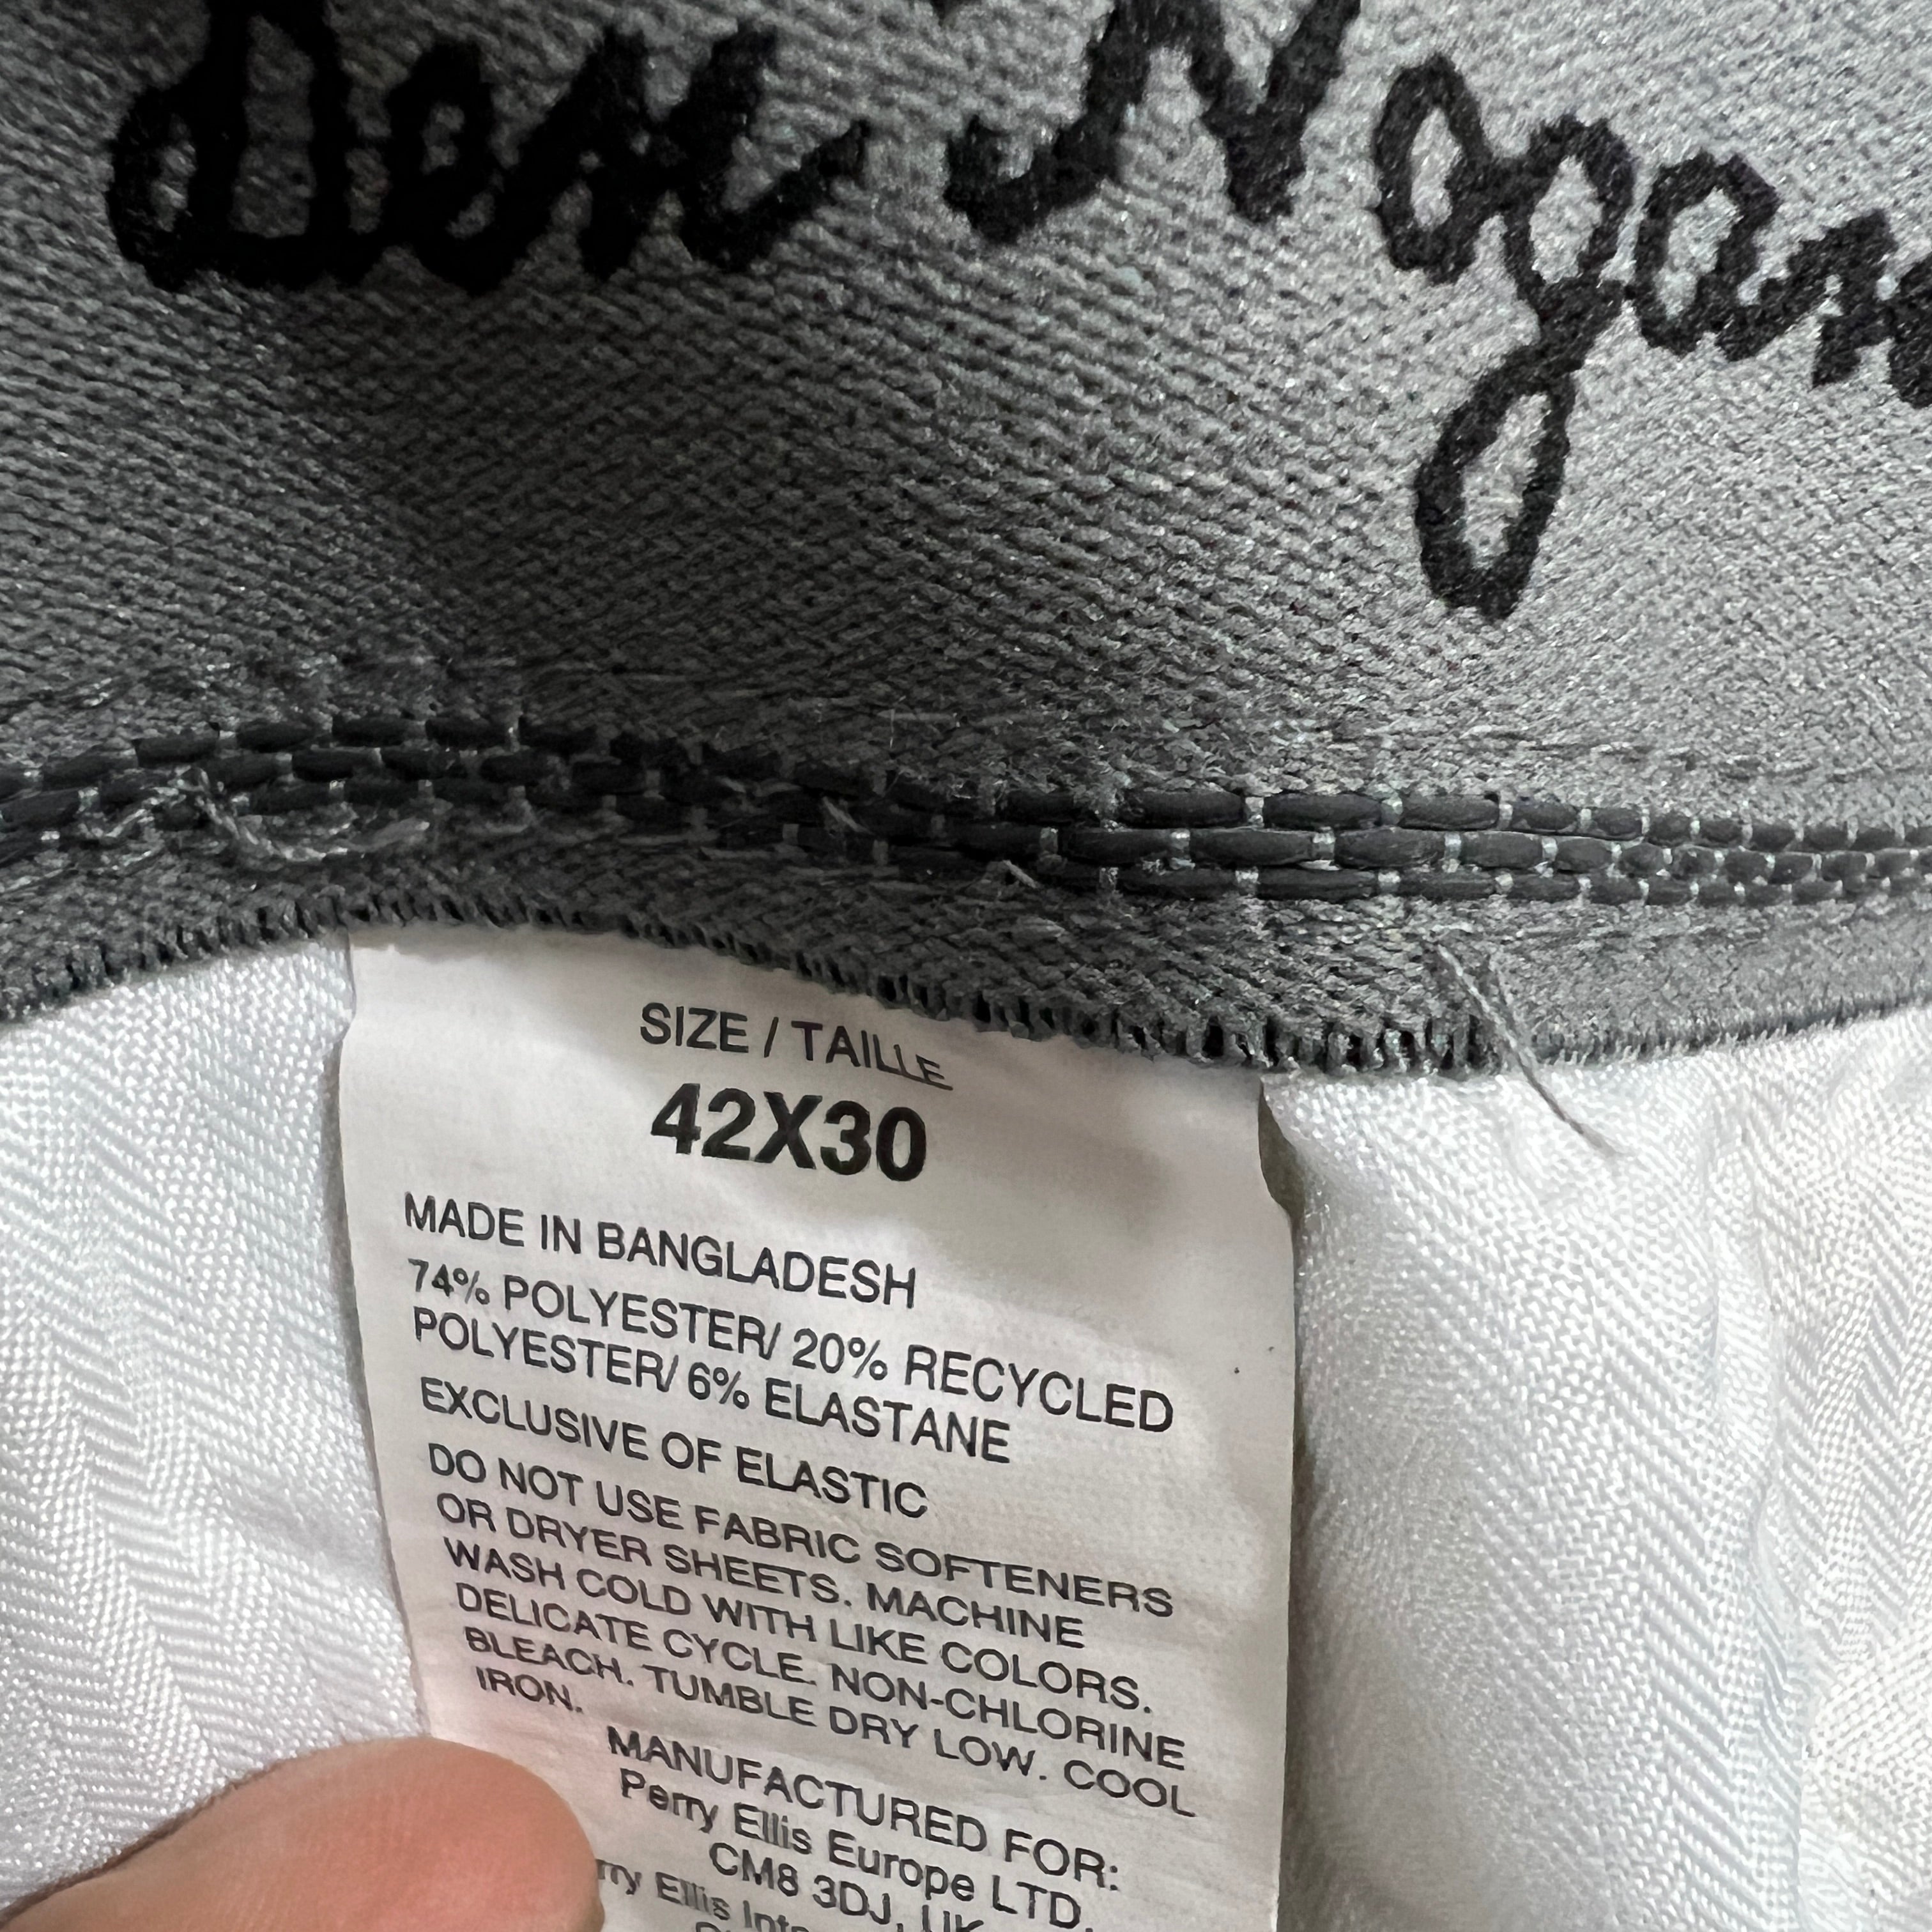 SIZE / TAILLE
42X30
MADE IN BANGLADESH
74% POLYESTER/ 20% RECYCLED
POLYESTER/ 6% ELASTANE
EXCLUSIVE OF ELASTIC
DO NOT USE FABRIC SOFTENERS
OR DRYER SHEETS. MACHINE
WASH COLD WITH LIKE COLORS.
DELICATE CYCLE. NON-CHLORINE
BLEACH. TUMBLE DRY LOW. COOL
IRON.
MANUFACTURED FOR:
Perry Ellis Europe LTD.
CM8 3DJ, UK
Ellis